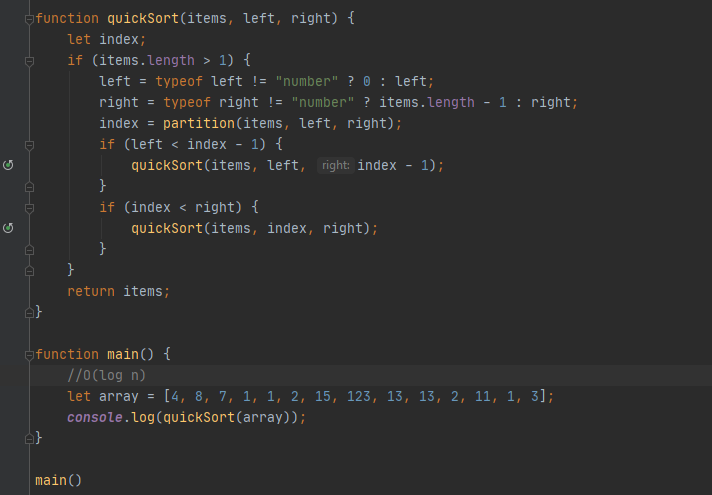 function quickSort(items, left, right) {
let index;
if (items.length > 1) {
left = typeof left != "number" ? 0 : left;
right = typeof right != "number" ? items.length - 1 : right;
index = partition(items, left, right);
if (left < index - 1) {
quickSort(items, left, right: index - 1);
}
if (index < right) {
quickSort(items, index, right);
}
}
return items;
}
function main() {
//O(log n)
let array = [4, 8, 7, 1, 1, 2, 15, 123, 13, 13, 2, 11, 1, 3];
console.log(quickSort(array));
}
main()